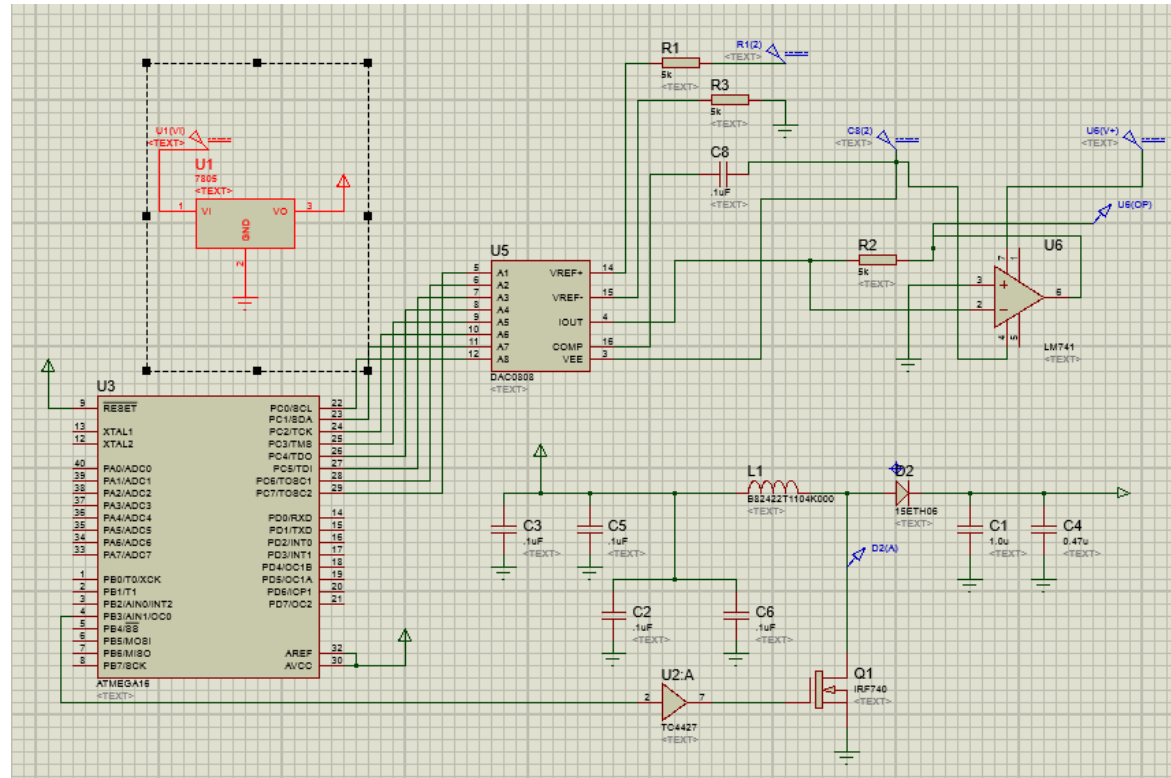 R1
5k
<TEXT>
R1(2)
<TEXT>
R3
5k
<TEXT>
U1(VI)
<TEXT>
U1
7805
<TEXT>
1
VI
VO
3
GND
2
C8
.1uF
<TEXT>
C8(2)
<TEXT>
U6(V+)
<TEXT>
U6(OP)
R2
5k
<TEXT>
U6
7
1
3
2
6
4
5
LM741
<TEXT>
U5
5 A1 VREF+ 14
6 A2
7 A3 VREF- 15
8 A4
9 A5 IOUT 4
10 A6
11 A7 COMP 16
12 A8 VEE 3
DAC0808
<TEXT>
U3
9 RESET PC0/SCL 22
PC1/SDA 23
13 XTAL1 PC2/TCK 24
12 XTAL2 PC3/TMS 25
PC4/TDO 26
40 PA0/ADC0 PC5/TDI 27
39 PA1/ADC1 PC6/TOSC1 28
38 PA2/ADC2 PC7/TOSC2 29
37 PA3/ADC3
36 PA4/ADC4 PD0/RXD 14
35 PA5/ADC5 PD1/TXD 15
34 PA6/ADC6 PD2/INT0 16
33 PA7/ADC7 PD3/INT1 17
PD4/OC1B 18
1 PB0/T0/XCK PD5/OC1A 19
2 PB1/T1 PD6/ICP1 20
3 PB2/AIN0/INT2 PD7/OC2 21
4 PB3/AIN1/OC0
5 PB4/SS
6 PB5/MOSI
7 PB6/MISO AREF 32
8 PB7/SCK AVCC 30
ATMEGA16
<TEXT>
L1
B82422T1104K000
<TEXT>
D2
15ETH06
<TEXT>
C3
.1uF
<TEXT>
C5
.1uF
<TEXT>
D2(A)
C1
1.0u
<TEXT>
C4
0.47u
<TEXT>
C2
.1uF
<TEXT>
C6
.1uF
<TEXT>
U2:A
2
7
TC4427
<TEXT>
Q1
IRF740
<TEXT>